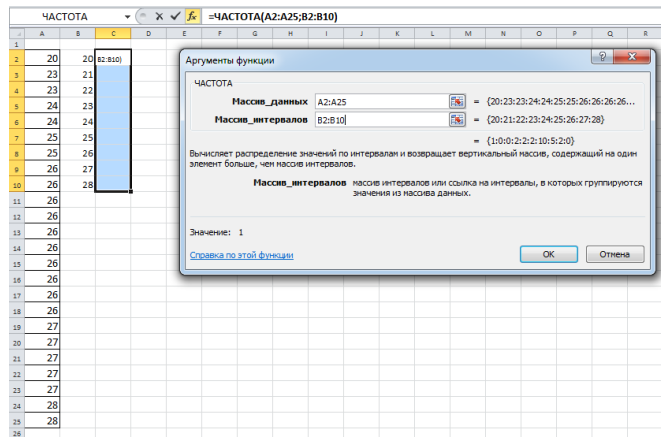 ЧАСТОТА fx =ЧАСТОТА(A2:A25;B2:B10)
A B C D E F G H I J K L M N O P Q R
1
2 20 20 B2:B10)
3 23 21
4 23 22
5 24 23
6 24 24
7 25 25
8 25 26
9 26 27
10 26 28
11 26
12 26
13 26
14 26
15 26
16 26
17 26
18 26
19 27
20 27
21 27
22 27
23 27
24 28
25 28
26
Аргументы функции
ЧАСТОТА
Массив_данных A2:A25 = {20:23:23:24:24:25:25:26:26:26:26...
Массив_интервалов B2:B10 = {20:21:22:23:24:25:26:27:28}
= {1:0:0:2:2:2:10:5:2:0}
Вычисляет распределение значений по интервалам и возвращает вертикальный массив, содержащий на один
элемент больше, чем массив интервалов.
Массив_интервалов массив интервалов или ссылка на интервалы, в которых группируются
значения из массива данных.
Значение: 1
Справка по этой функции
ОК Отмена